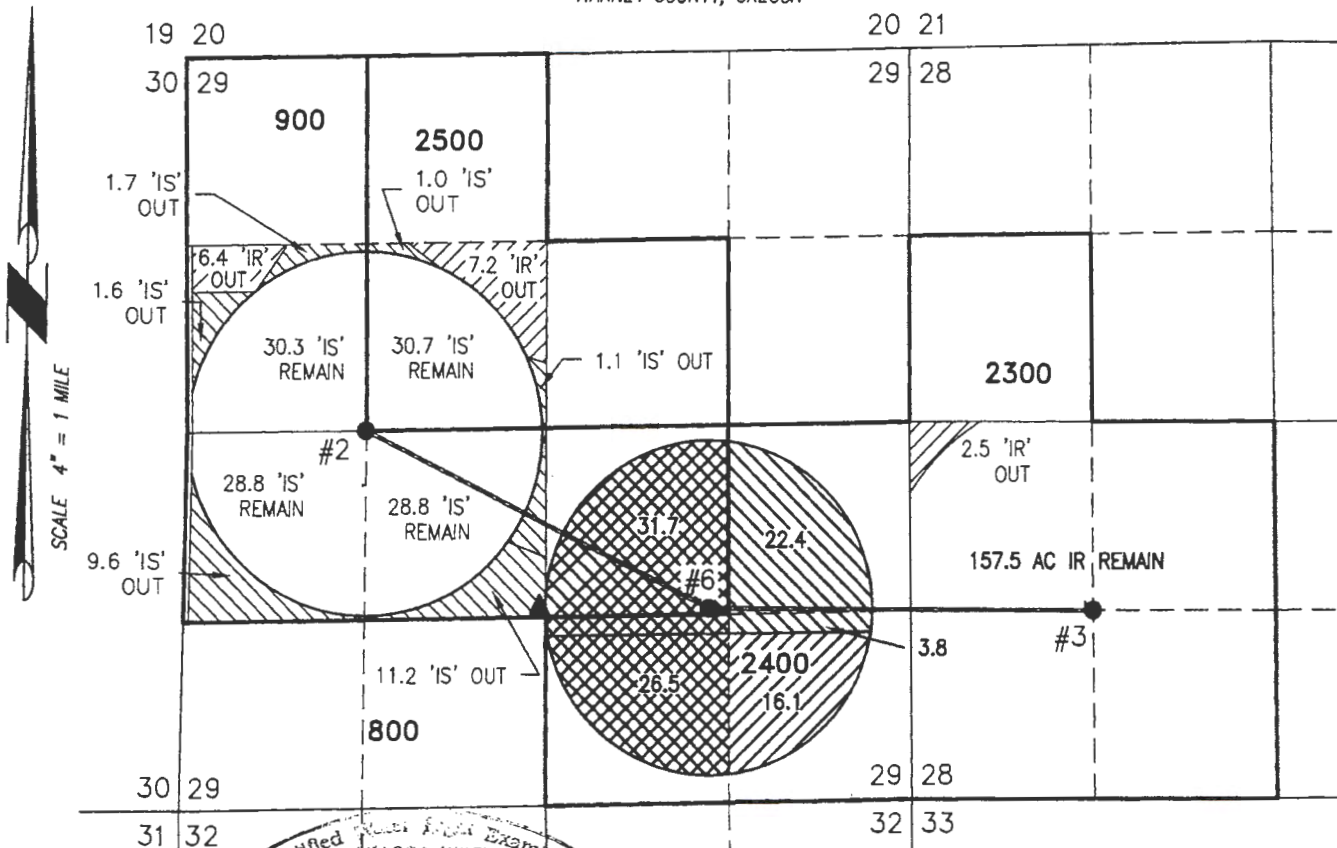 19 20
20 21
30 29
29 28
900
2500
1.7 'IS'
OUT
1.0 'IS'
OUT
6.4 'IR'
OUT
7.2 'IR'
OUT
1.6 'IS'
OUT
30.3 'IS'
REMAIN
30.7 'IS'
REMAIN
1.1 'IS' OUT
2300
SCALE 4" = 1 MILE
#2
2.5 'IR'
OUT
28.8 'IS'
REMAIN
28.8 'IS'
REMAIN
31.7
22.4
157.5 AC IR REMAIN
9.6 'IS'
OUT
#6
#3
3.8
11.2 'IS' OUT
2400
26.5
16.1
800
30 29
29 28
31 32
32 33